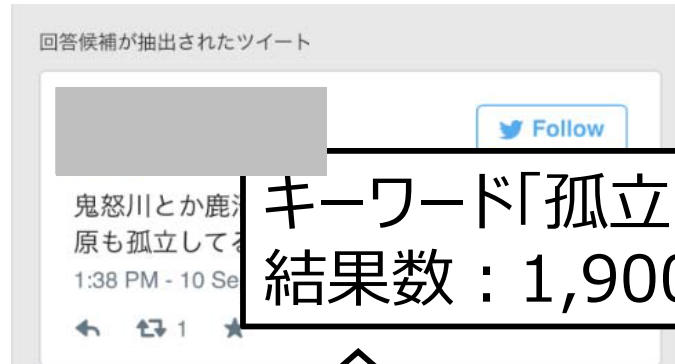 回答候補が抽出されたツイート
Follow
鬼怒川とか鹿
原も孤立して
1:38 PM - 10 Se
1
キーワード「孤立
結果数：1,900